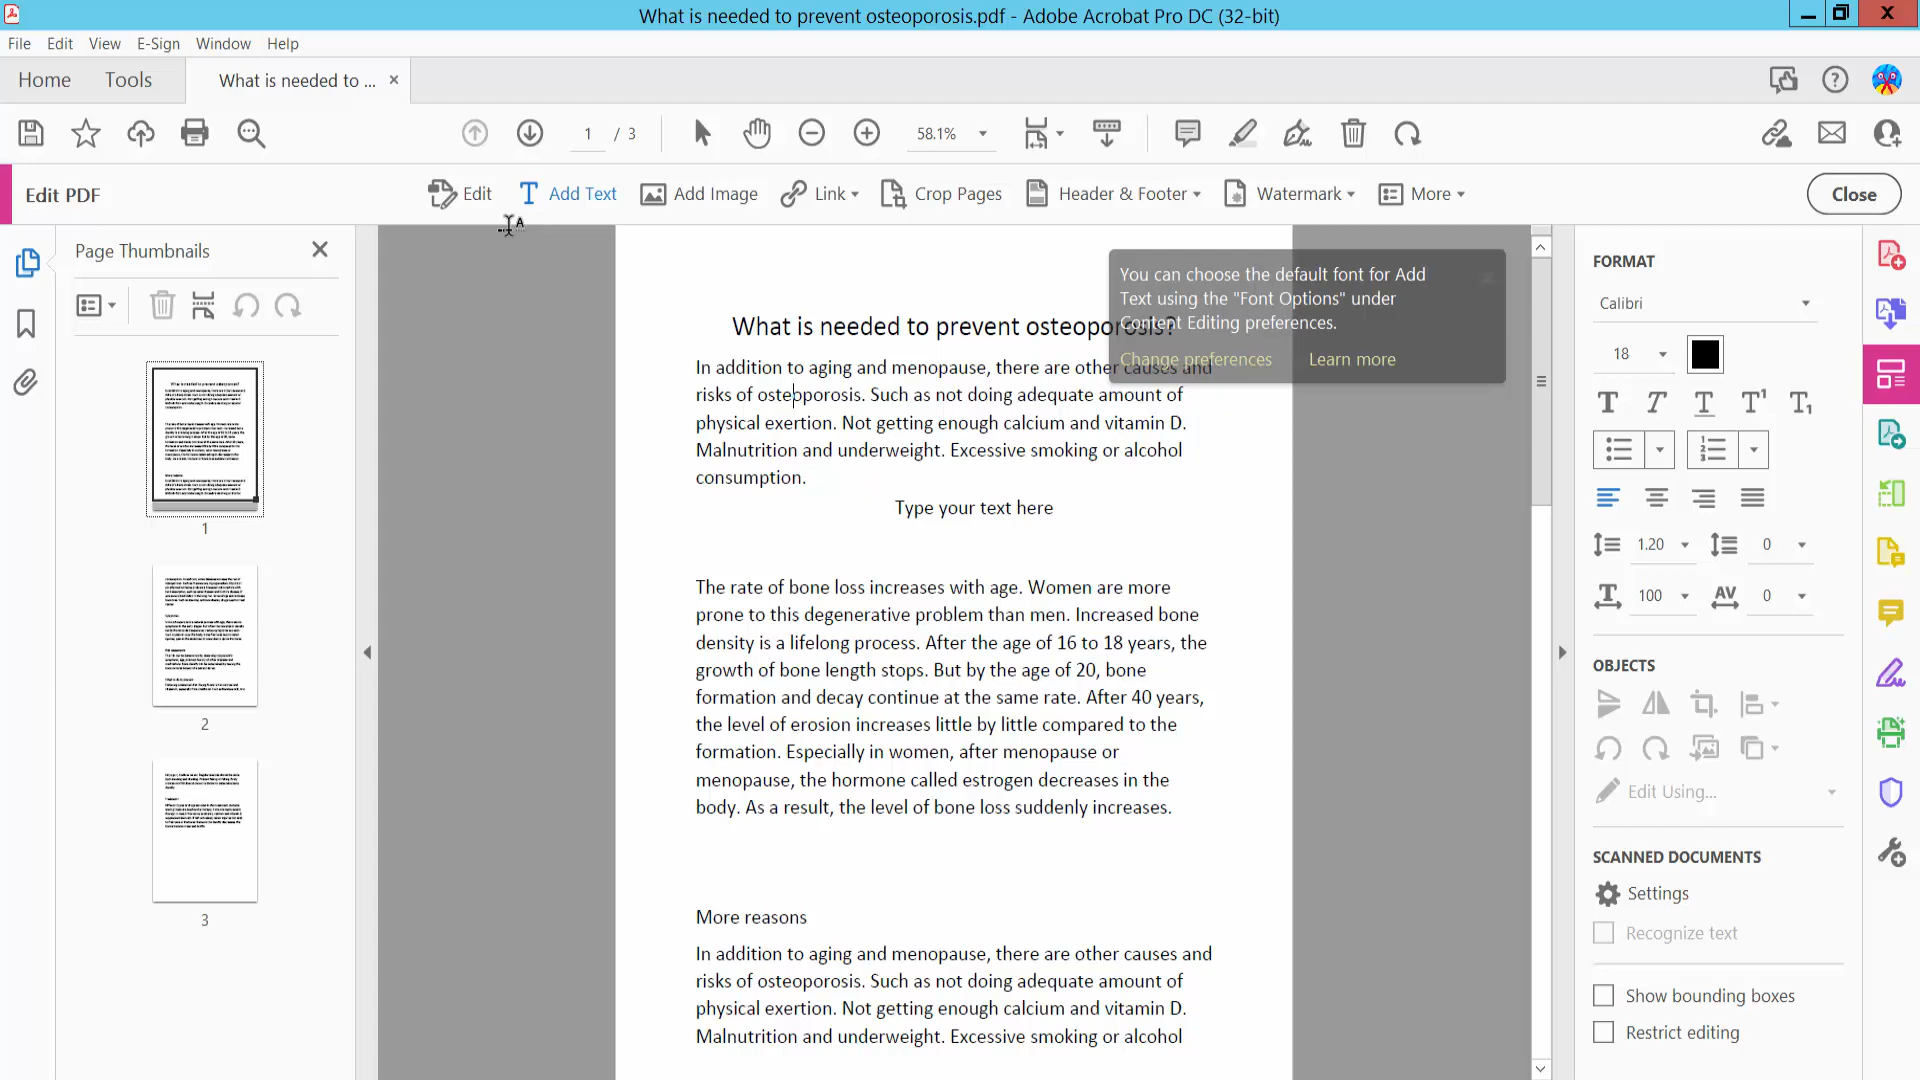 What is needed to prevent osteoporosis.pdf - Adobe Acrobat Pro DC (32-bit)
File Edit View E-Sign Window Help
Home Tools What is needed to ... ×
1 / 3 58.1%
Edit PDF Edit Add Text Add Image Link Crop Pages Header & Footer Watermark More Close
Page Thumbnails
1
2
3
You can choose the default font for Add
Text using the "Font Options" under
Content Editing preferences.
Change preferences Learn more
What is needed to prevent osteoporosis?
In addition to aging and menopause, there are other causes and
risks of osteoporosis. Such as not doing adequate amount of
physical exertion. Not getting enough calcium and vitamin D.
Malnutrition and underweight. Excessive smoking or alcohol
consumption.
Type your text here
The rate of bone loss increases with age. Women are more
prone to this degenerative problem than men. Increased bone
density is a lifelong process. After the age of 16 to 18 years, the
growth of bone length stops. But by the age of 20, bone
formation and decay continue at the same rate. After 40 years,
the level of erosion increases little by little compared to the
formation. Especially in women, after menopause or
menopause, the hormone called estrogen decreases in the
body. As a result, the level of bone loss suddenly increases.
More reasons
In addition to aging and menopause, there are other causes and
risks of osteoporosis. Such as not doing adequate amount of
physical exertion. Not getting enough calcium and vitamin D.
Malnutrition and underweight. Excessive smoking or alcohol
FORMAT
Calibri
18
1.20 0
100 AV 0
OBJECTS
Edit Using...
SCANNED DOCUMENTS
Settings
Recognize text
Show bounding boxes
Restrict editing